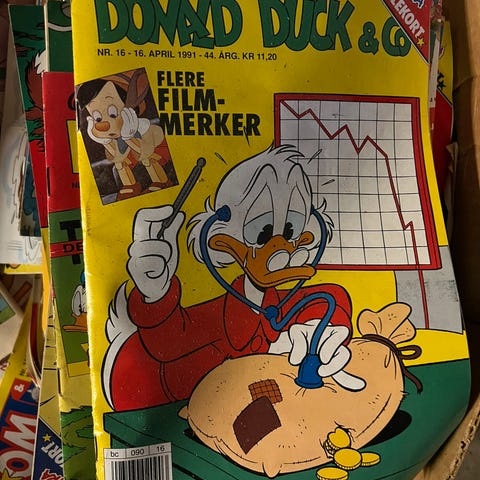 DONALD DUCK & Co
NR. 16 - 16. APRIL 1991 - 44. ÅRG. KR 11,20
FLERE
FILM-
MERKER
bc 090 16